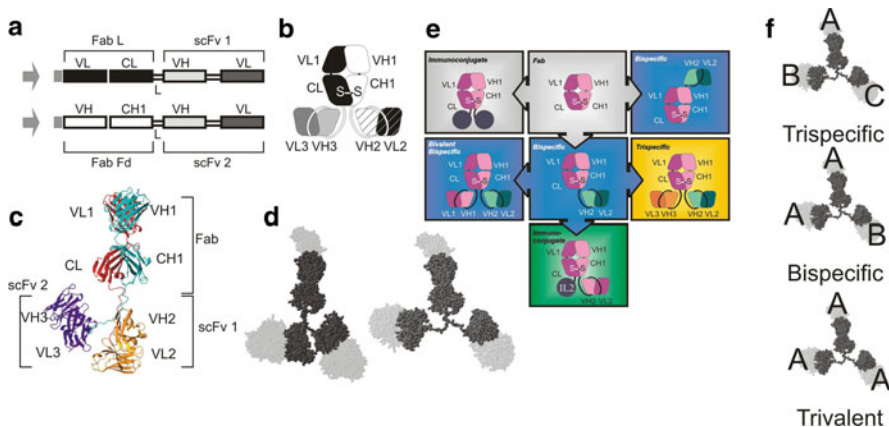 a
Fab L scFv 1
VL CL VH VL
L
VH CH1 VH VL
L
Fab Fd scFv 2
b
VL1 VH1
CL CH1
S-S
VL3 VH3 VH2 VL2
c
VL1 VH1
Fab
CL CH1
scFv 2
VH3 VH2
scFv 1
VL3 VL2
d
e
Immunoconjugate
VL1 VH1
CL CH1
S-S
Fab
VL1 VH1
CL CH1
S-S
Bispecific
VH2 VL2
VL1 VH1
CL CH1
Bivalent
Bispecific
VL1 VH1
CL CH1
S-S
VL1 VH1 VH2 VL2
Bispecific
VL1 VH1
CL CH1
S-S
VH2 VL2
Trispecific
VL1 VH1
CL CH1
S-S
VL3 VH3 VH2 VL2
Immuno-
conjugate
VL1 VH1
CL CH1
S-S
IL2
VH2 VL2
f
A
B C
Trispecific
A
A B
Bispecific
A
A A
Trivalent